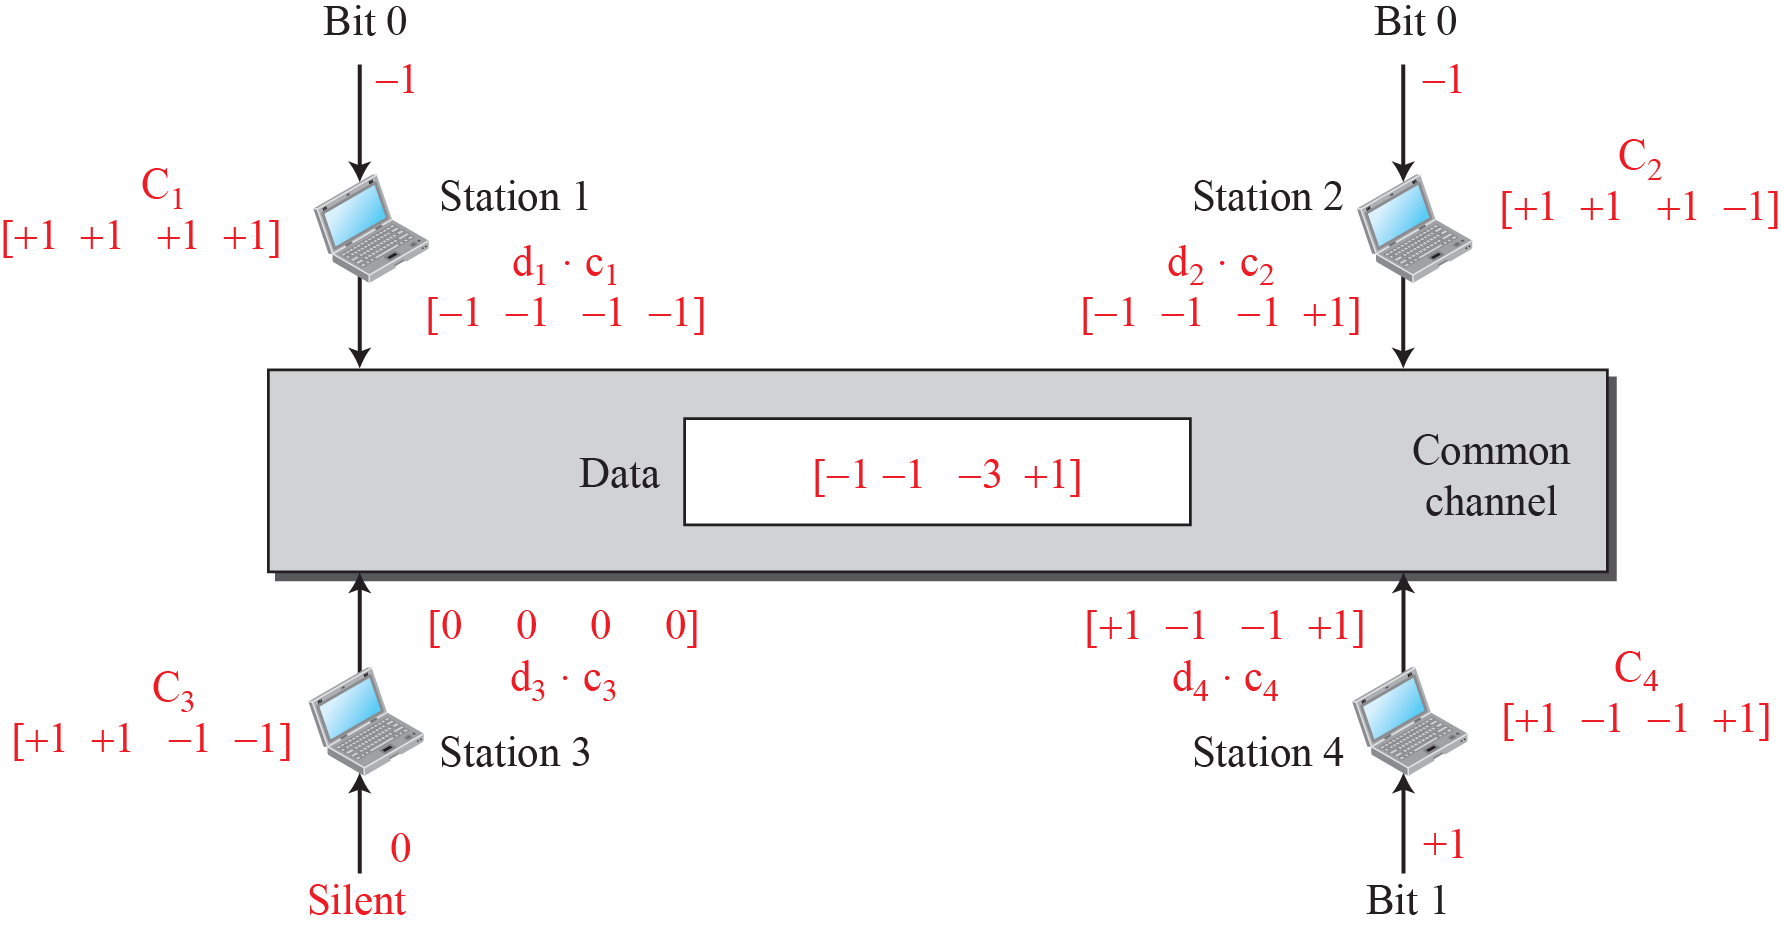 Bit 0
Bit 0
−1
−1
C1
C2
[+1 +1 +1 +1]
Station 1
Station 2
[+1 +1 +1 −1]
d1 · c1
d2 · c2
[−1 −1 −1 −1]
[−1 −1 −1 +1]
Data
[−1 −1 −3 +1]
Common
channel
[0 0 0 0]
[+1 −1 −1 +1]
d3 · c3
d4 · c4
C3
C4
[+1 +1 −1 −1]
Station 3
Station 4
[+1 −1 −1 +1]
0
+1
Silent
Bit 1